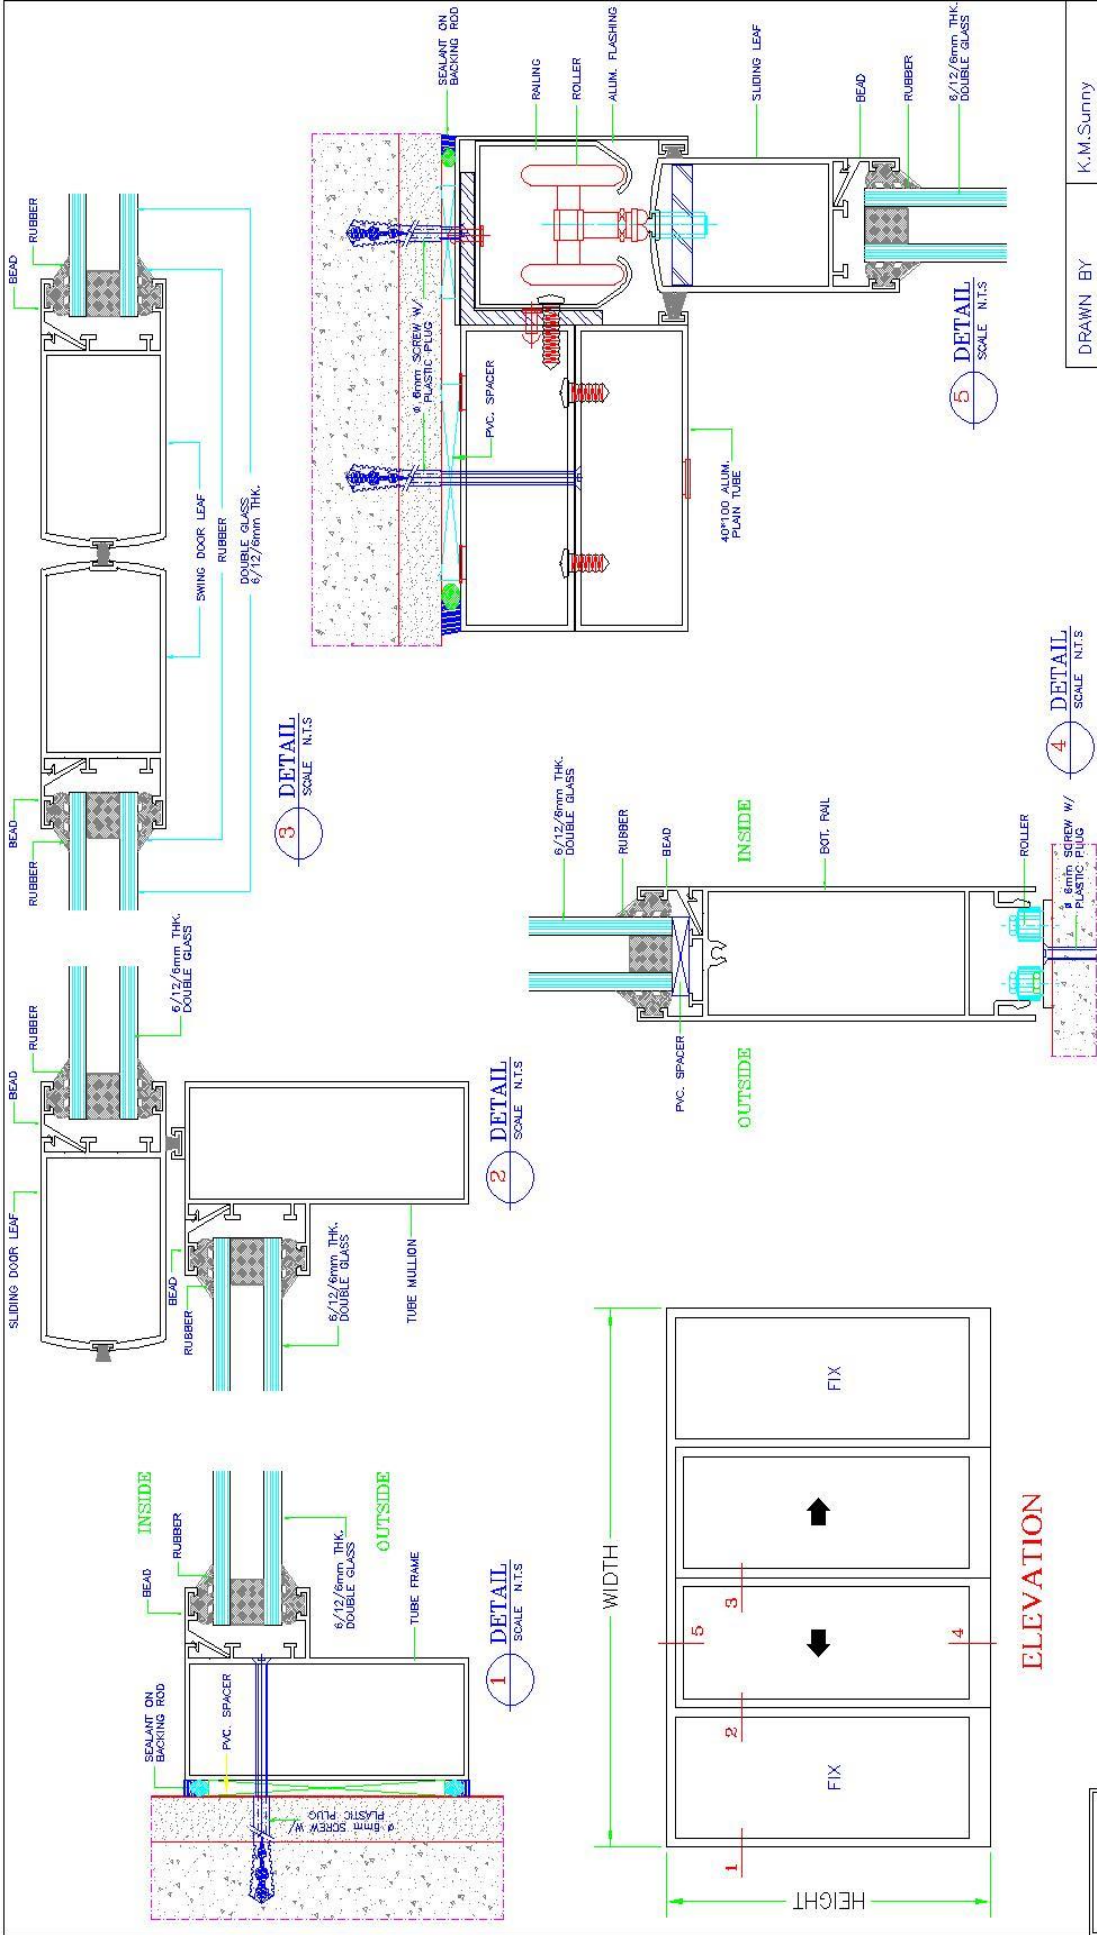 SLIDING DOOR LEAF
BEAD
RUBBER
6/12/6mm THK.
DOUBLE GLASS
BEAD
RUBBER
6/12/6mm THK.
DOUBLE GLASS
TUBE MULLION
2
DETAIL
SCALE N.T.S
BEAD
RUBBER
BEAD
RUBBER
SWING DOOR LEAF
RUBBER
DOUBLE GLASS
6/12/6mm THK.
3
DETAIL
SCALE N.T.S
INSIDE
SEALANT ON
BACKING ROD
PVC. SPACER
BEAD
RUBBER
6/12/6mm THK.
DOUBLE GLASS
OUTSIDE
TUBE FRAME
ø 6mm SCREW W/
PLASTIC PLUG
1
DETAIL
SCALE N.T.S
SEALANT ON
BACKING ROD
RAILING
ROLLER
ALUM. FLASHING
SLIDING LEAF
BEAD
RUBBER
6/12/6mm THK.
DOUBLE GLASS
ø 6mm SCREW W/
PLASTIC PLUG
PVC. SPACER
40*100 ALUM.
PLAIN TUBE
5
DETAIL
SCALE N.T.S
6/12/6mm THK.
DOUBLE GLASS
RUBBER
BEAD
INSIDE
BOT. RAIL
PVC. SPACER
OUTSIDE
ROLLER
ø 6mm SCREW W/
PLASTIC PLUG
4
DETAIL
SCALE N.T.S
WIDTH
HEIGHT
1
2
3
5
4
FIX
FIX
ELEVATION
DRAWN BY
K.M.Sunny